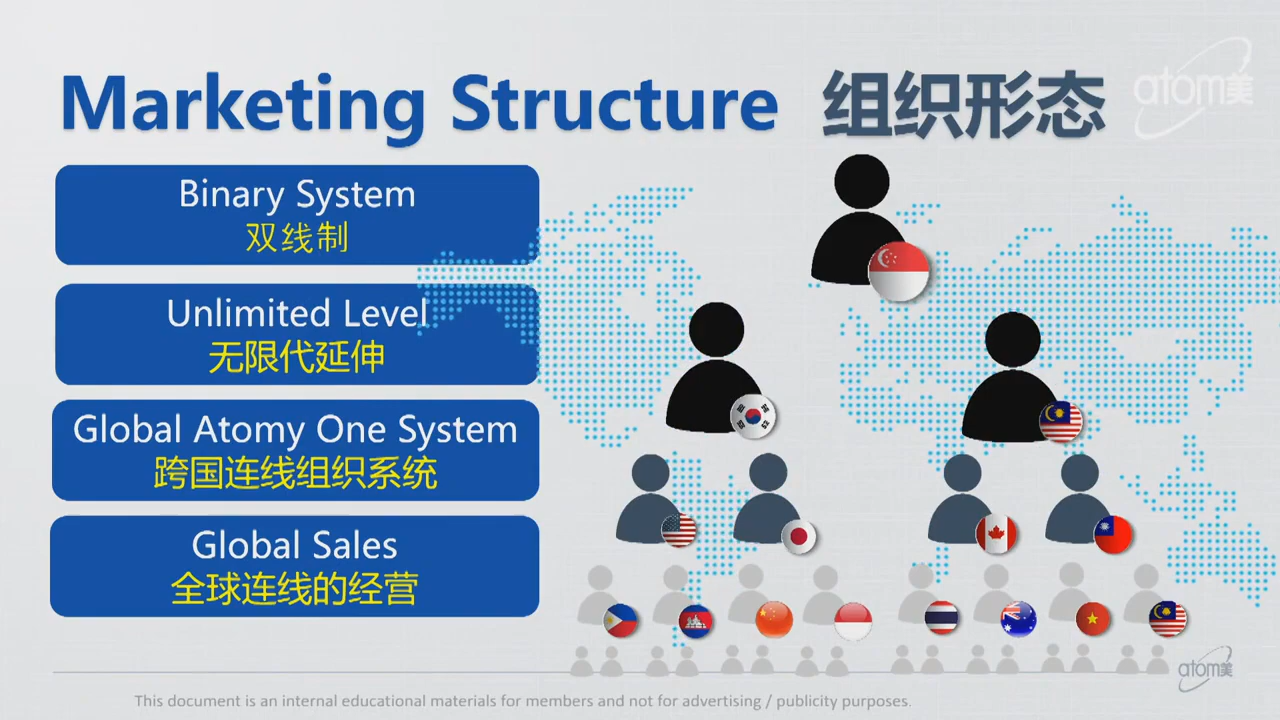 Marketing Structure 组织形态
atom美
Binary System
双线制
Unlimited Level
无限代延伸
Global Atomy One System
跨国连线组织系统
Global Sales
全球连线的经营
atom美
This document is an internal educational materials for members and not for advertising / publicity purposes.